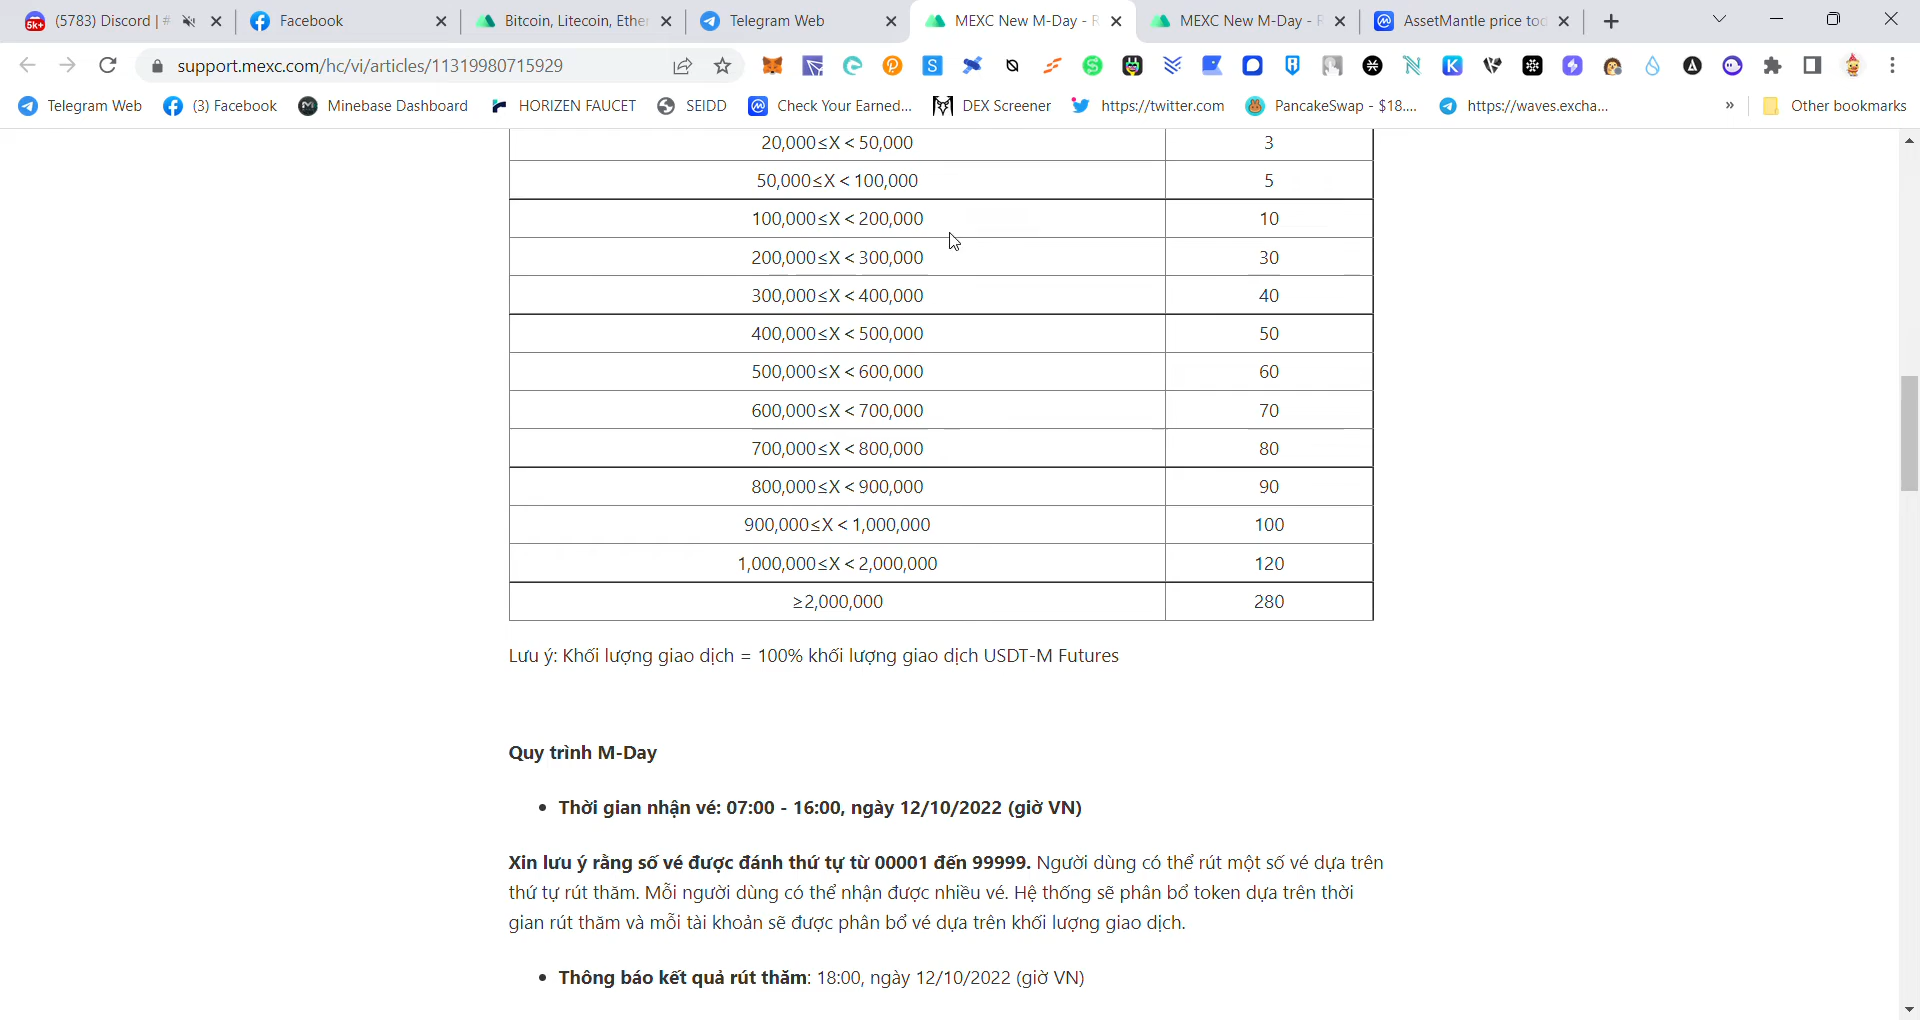 (5783) Discord | #
Facebook
Bitcoin, Litecoin, Ether
Telegram Web
MEXC New M-Day - R
MEXC New M-Day - F
AssetMantle price tod
support.mexc.com/hc/vi/articles/11319980715929
Telegram Web
(3) Facebook
Minebase Dashboard
HORIZEN FAUCET
SEIDD
Check Your Earned...
DEX Screener
https://twitter.com
PancakeSwap - $18....
https://waves.excha...
»
Other bookmarks
20,000≤X < 50,000 3
50,000≤X < 100,000 5
100,000≤X < 200,000 10
200,000≤X < 300,000 30
300,000≤X < 400,000 40
400,000≤X < 500,000 50
500,000≤X < 600,000 60
600,000≤X < 700,000 70
700,000≤X < 800,000 80
800,000≤X < 900,000 90
900,000≤X < 1,000,000 100
1,000,000≤X < 2,000,000 120
≥2,000,000 280
Lưu ý: Khối lượng giao dịch = 100% khối lượng giao dịch USDT-M Futures
Quy trình M-Day
• Thời gian nhận vé: 07:00 - 16:00, ngày 12/10/2022 (giờ VN)
Xin lưu ý rằng số vé được đánh thứ tự từ 00001 đến 99999. Người dùng có thể rút một số vé dựa trên
thứ tự rút thăm. Mỗi người dùng có thể nhận được nhiều vé. Hệ thống sẽ phân bổ token dựa trên thời
gian rút thăm và mỗi tài khoản sẽ được phân bổ vé dựa trên khối lượng giao dịch.
• Thông báo kết quả rút thăm: 18:00, ngày 12/10/2022 (giờ VN)